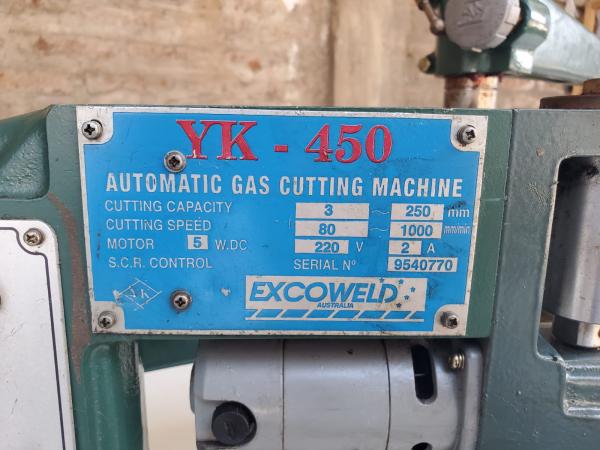 YK - 450
AUTOMATIC GAS CUTTING MACHINE
CUTTING CAPACITY 3 ~ 250 mm
CUTTING SPEED 80 ~ 1000 mm/min
MOTOR 5 W.DC 220 V 2 A
S.C.R. CONTROL SERIAL Nº 9540770
YK
EXCOWELD
AUSTRALIA